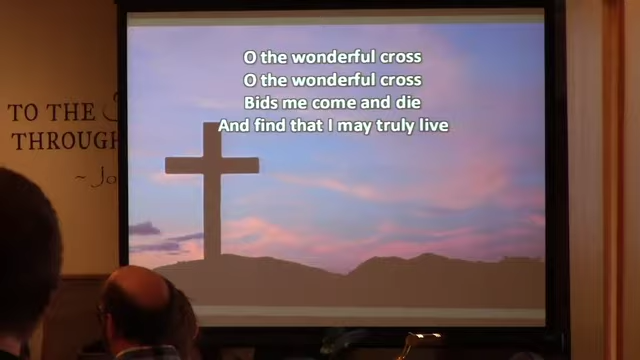 O the wonderful cross
O the wonderful cross
Bids me come and die
And find that I may truly live
TO THE
THROUGH
~Jo